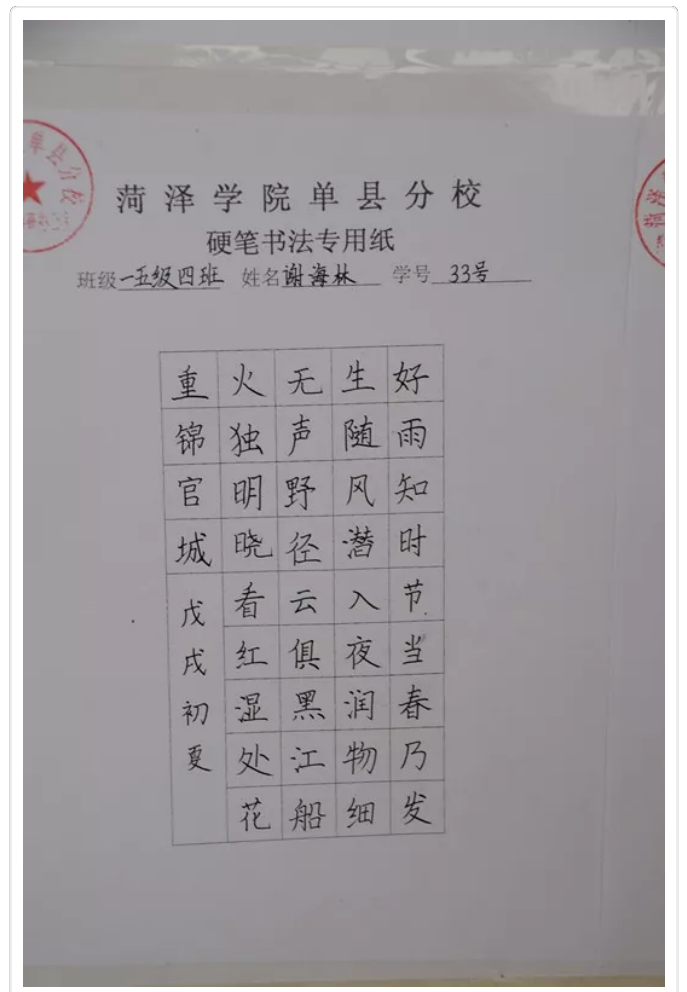 菏泽学院单县分校
硬笔书法专用纸
班级一五级四班 姓名谢海林 学号 33号
好雨知时节当春乃发
生随风潜入夜润物细
无声野径云俱黑江船
火独明晓看红湿处花
重锦官城
戊戌初夏
单县分校